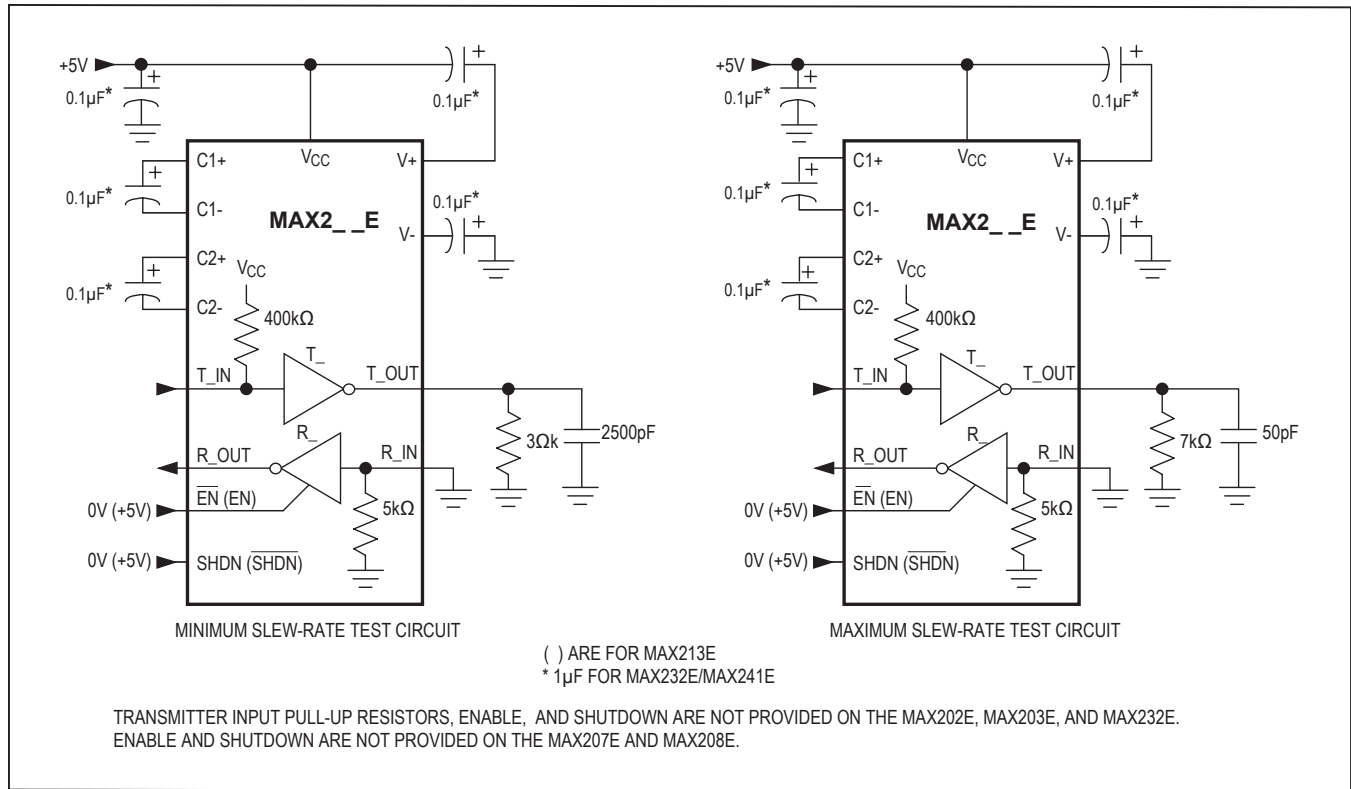 +5V
0.1µF*
+
0.1µF*
+
C1+
VCC
V+
0.1µF*
+
C1-
MAX2_ _E
0.1µF*
+
V-
C2+
0.1µF*
+
C2-
VCC
400kΩ
T_IN
T_
T_OUT
3Ωk
2500pF
R_OUT
R_
R_IN
5kΩ
0V (+5V)
EN (EN)
0V (+5V)
SHDN (SHDN)
MINIMUM SLEW-RATE TEST CIRCUIT
+5V
0.1µF*
+
0.1µF*
+
C1+
VCC
V+
0.1µF*
+
C1-
MAX2_ _E
0.1µF*
+
V-
C2+
0.1µF*
+
C2-
VCC
400kΩ
T_IN
T_
T_OUT
7kΩ
50pF
R_OUT
R_
R_IN
5kΩ
0V (+5V)
EN (EN)
0V (+5V)
SHDN (SHDN)
MAXIMUM SLEW-RATE TEST CIRCUIT
( ) ARE FOR MAX213E
* 1µF FOR MAX232E/MAX241E
TRANSMITTER INPUT PULL-UP RESISTORS, ENABLE, AND SHUTDOWN ARE NOT PROVIDED ON THE MAX202E, MAX203E, AND MAX232E.
ENABLE AND SHUTDOWN ARE NOT PROVIDED ON THE MAX207E AND MAX208E.